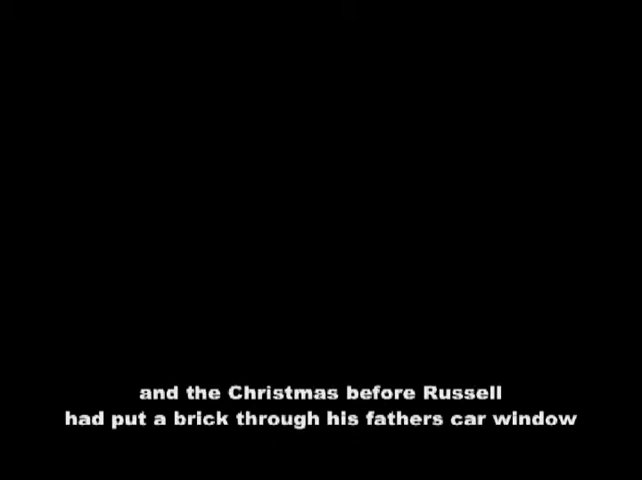 and the Christmas before Russell
had put a brick through his fathers car window